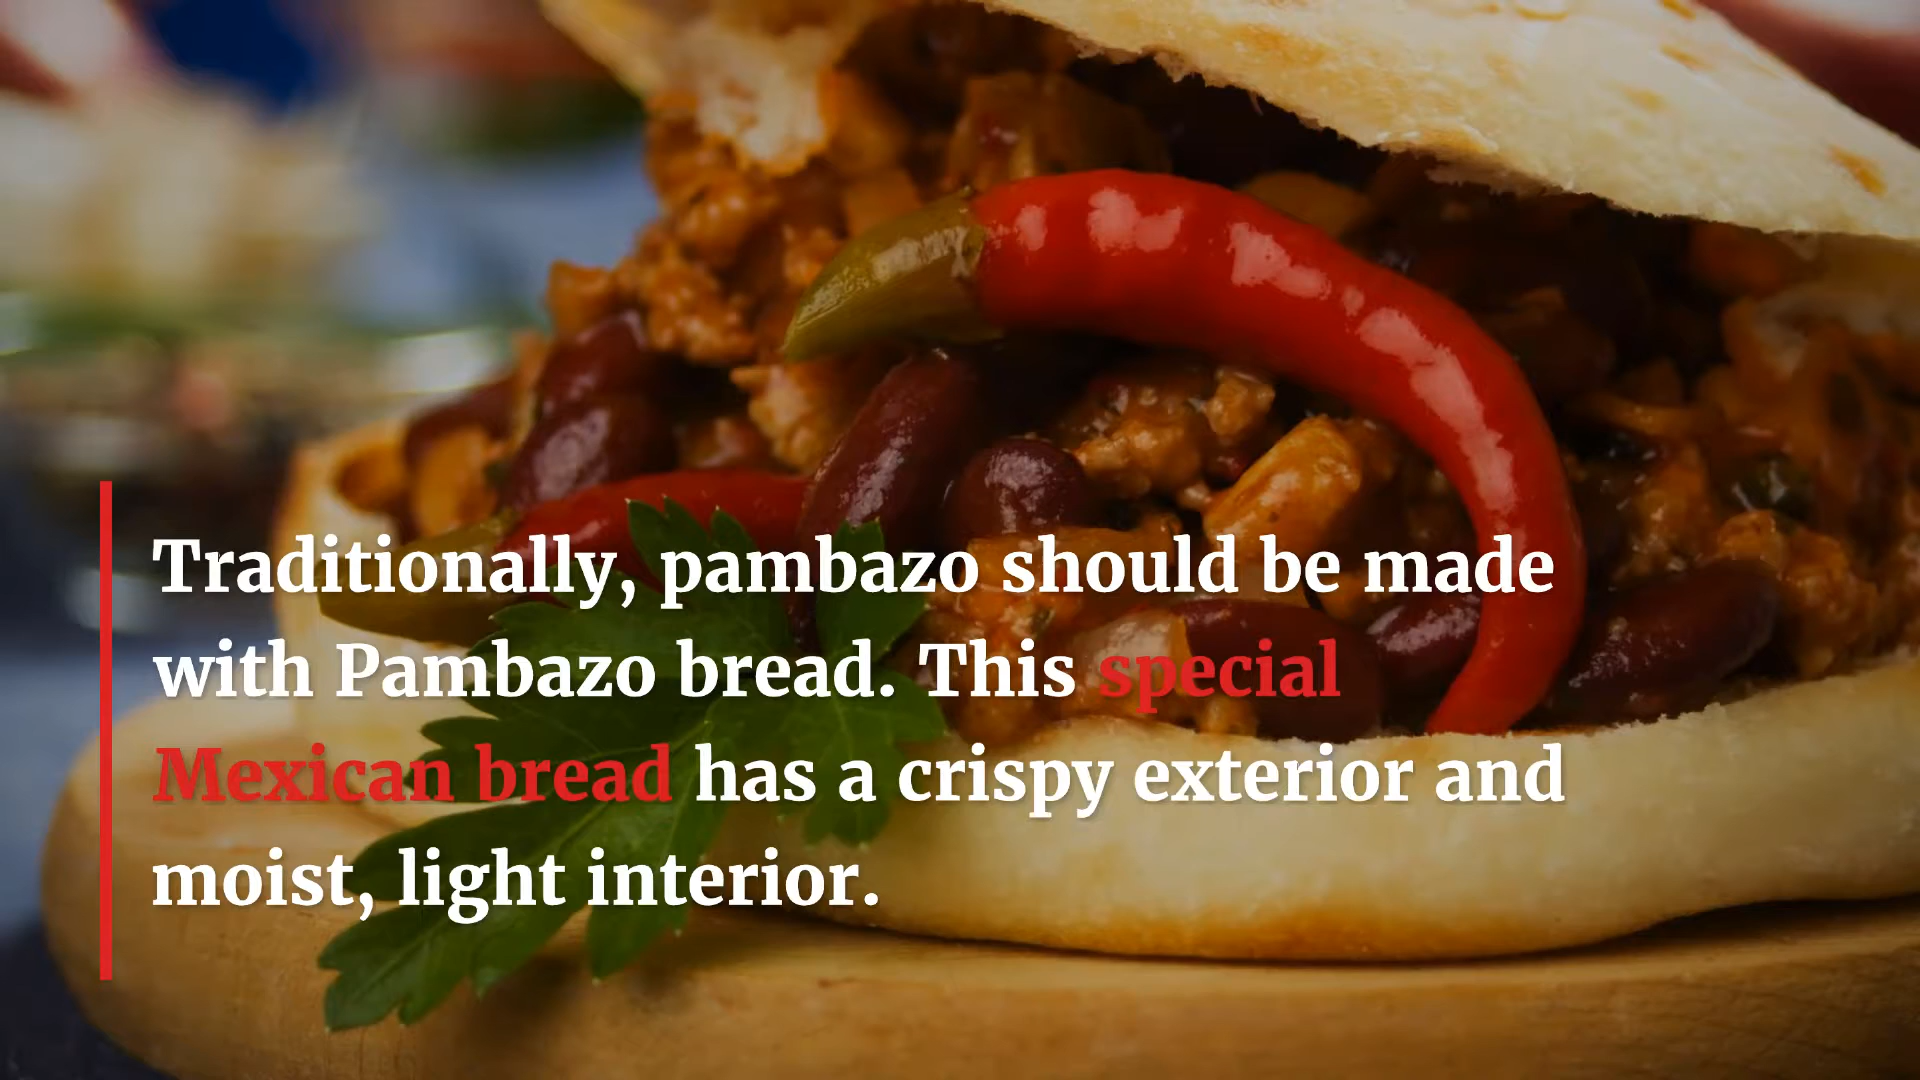 Traditionally, pambazo should be made
with Pambazo bread. This special
Mexican bread has a crispy exterior and
moist, light interior.